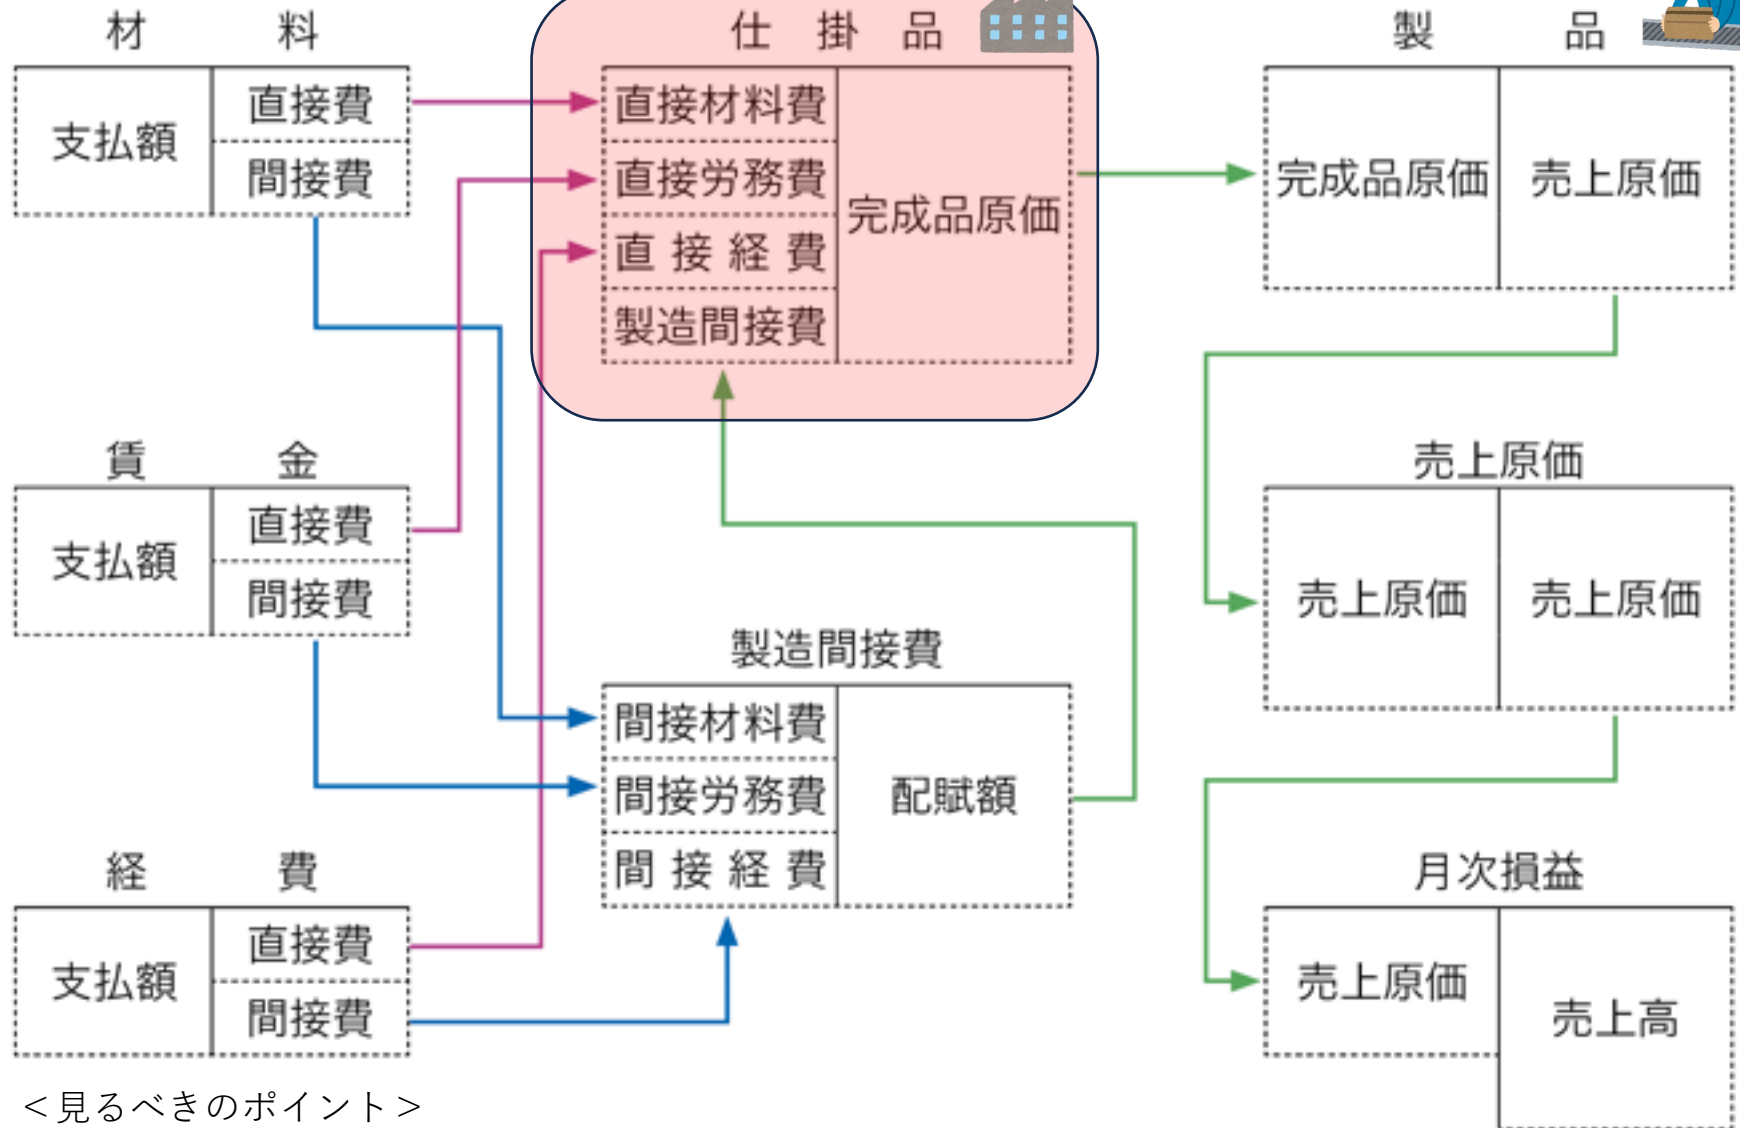 材 料
支払額
直接費
間接費
賃 金
支払額
直接費
間接費
経 費
支払額
直接費
間接費
仕 掛 品
直接材料費
直接労務費
直 接 経 費
製造間接費
完成品原価
製造間接費
間接材料費
間接労務費
間 接 経 費
配賦額
製 品
完成品原価
売上原価
売上原価
売上原価
売上原価
月次損益
売上原価
売上高
＜見るべきのポイント＞